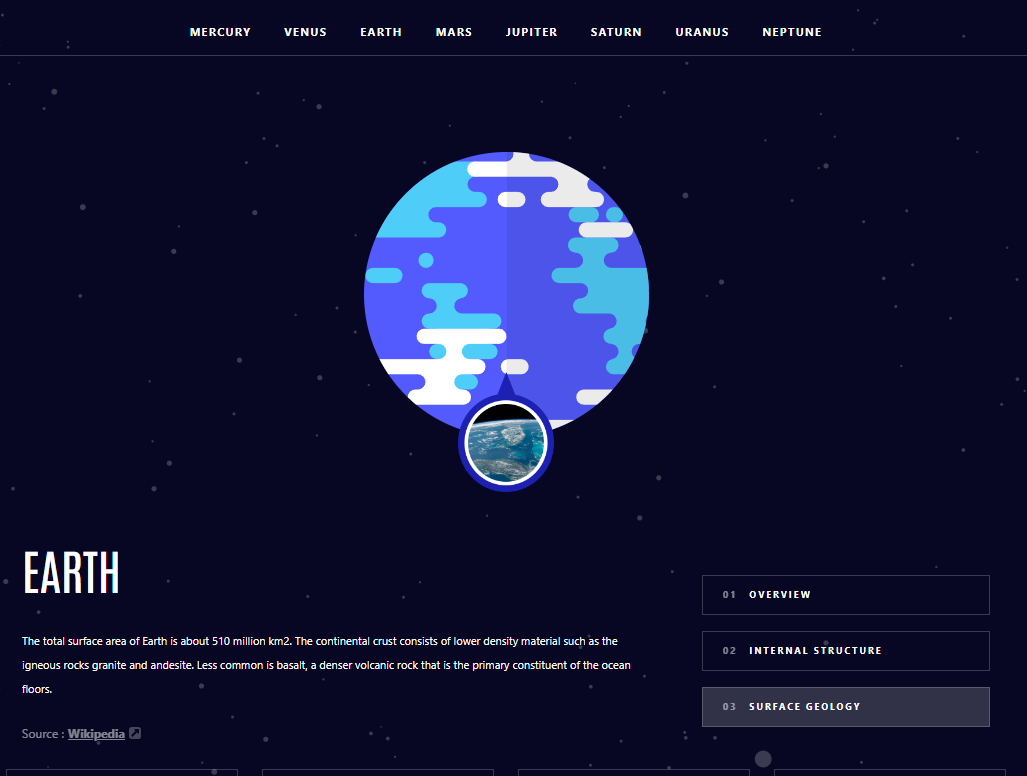 MERCURY VENUS EARTH MARS JUPITER SATURN URANUS NEPTUNE
EARTH
The total surface area of Earth is about 510 million km2. The continental crust consists of lower density material such as the
igneous rocks granite and andesite. Less common is basalt, a denser volcanic rock that is the primary constituent of the ocean
floors.
Source : Wikipedia
01 OVERVIEW
02 INTERNAL STRUCTURE
03 SURFACE GEOLOGY